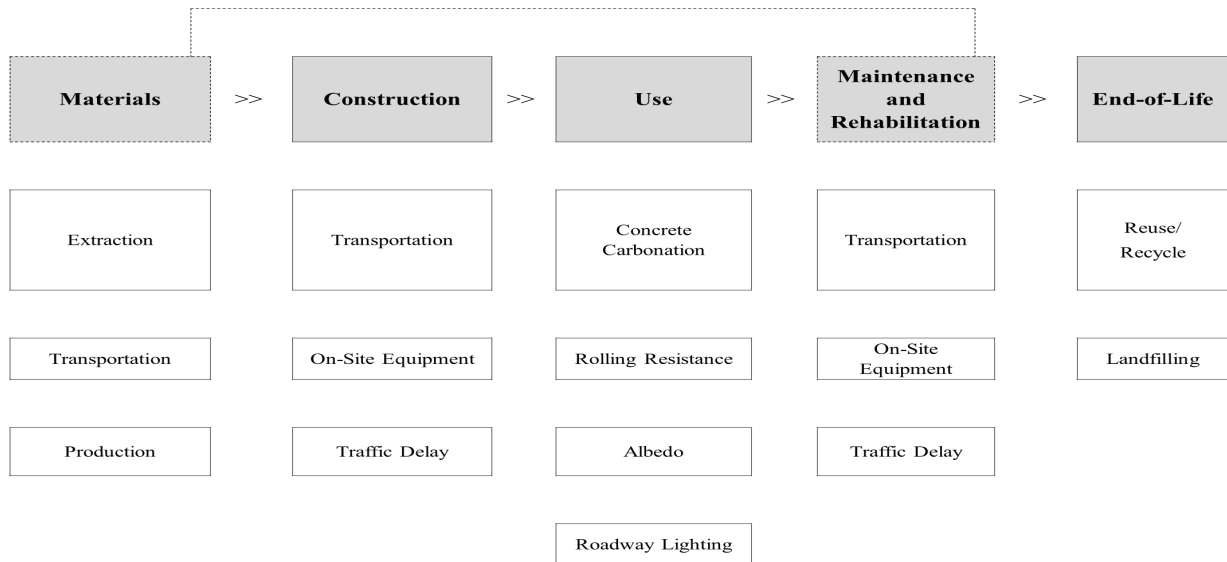 Materials >> Construction >> Use >> Maintenance and Rehabilitation >> End-of-Life
Extraction
Transportation
Production
Transportation
On-Site Equipment
Traffic Delay
Concrete
Carbonation
Rolling Resistance
Albedo
Roadway Lighting
Transportation
On-Site
Equipment
Traffic Delay
Reuse/
Recycle
Landfilling